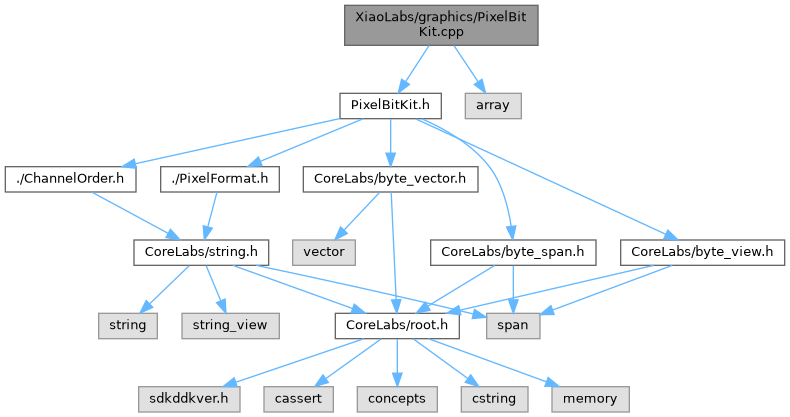 XiaoLabs/graphics/PixelBit
Kit.cpp
PixelBitKit.h
array
./ChannelOrder.h
./PixelFormat.h
CoreLabs/byte_vector.h
CoreLabs/string.h
vector
CoreLabs/byte_span.h
CoreLabs/byte_view.h
string
string_view
CoreLabs/root.h
span
sdkddkver.h
cassert
concepts
cstring
memory